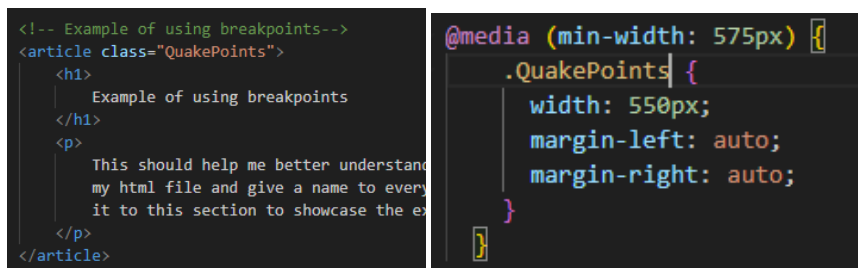 <!-- Example of using breakpoints-->
<article class="QuakePoints">
<h1>
Example of using breakpoints
</h1>
<p>
This should help me better understand
my html file and give a name to every
it to this section to showcase the
</p>
</article>
@media (min-width: 575px) {
.QuakePoints {
width: 550px;
margin-left: auto;
margin-right: auto;
}
}